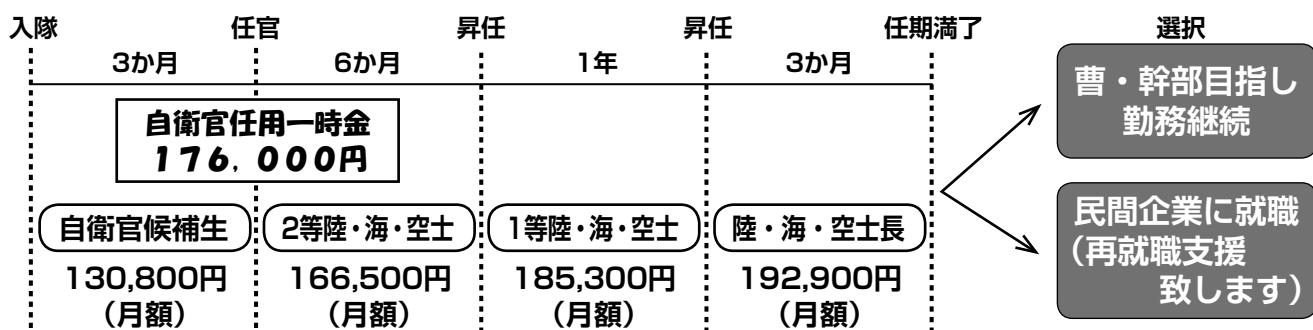 入隊 任官 昇任 昇任 任期満了 選択
3か月 6か月 1年 3か月
自衛官任用一時金
176,000円
自衛官候補生 2等陸・海・空士 1等陸・海・空士 陸・海・空士長
130,800円 166,500円 185,300円 192,900円
(月額) (月額) (月額) (月額)
曹・幹部目指し
勤務継続
民間企業に就職
(再就職支援
致します)